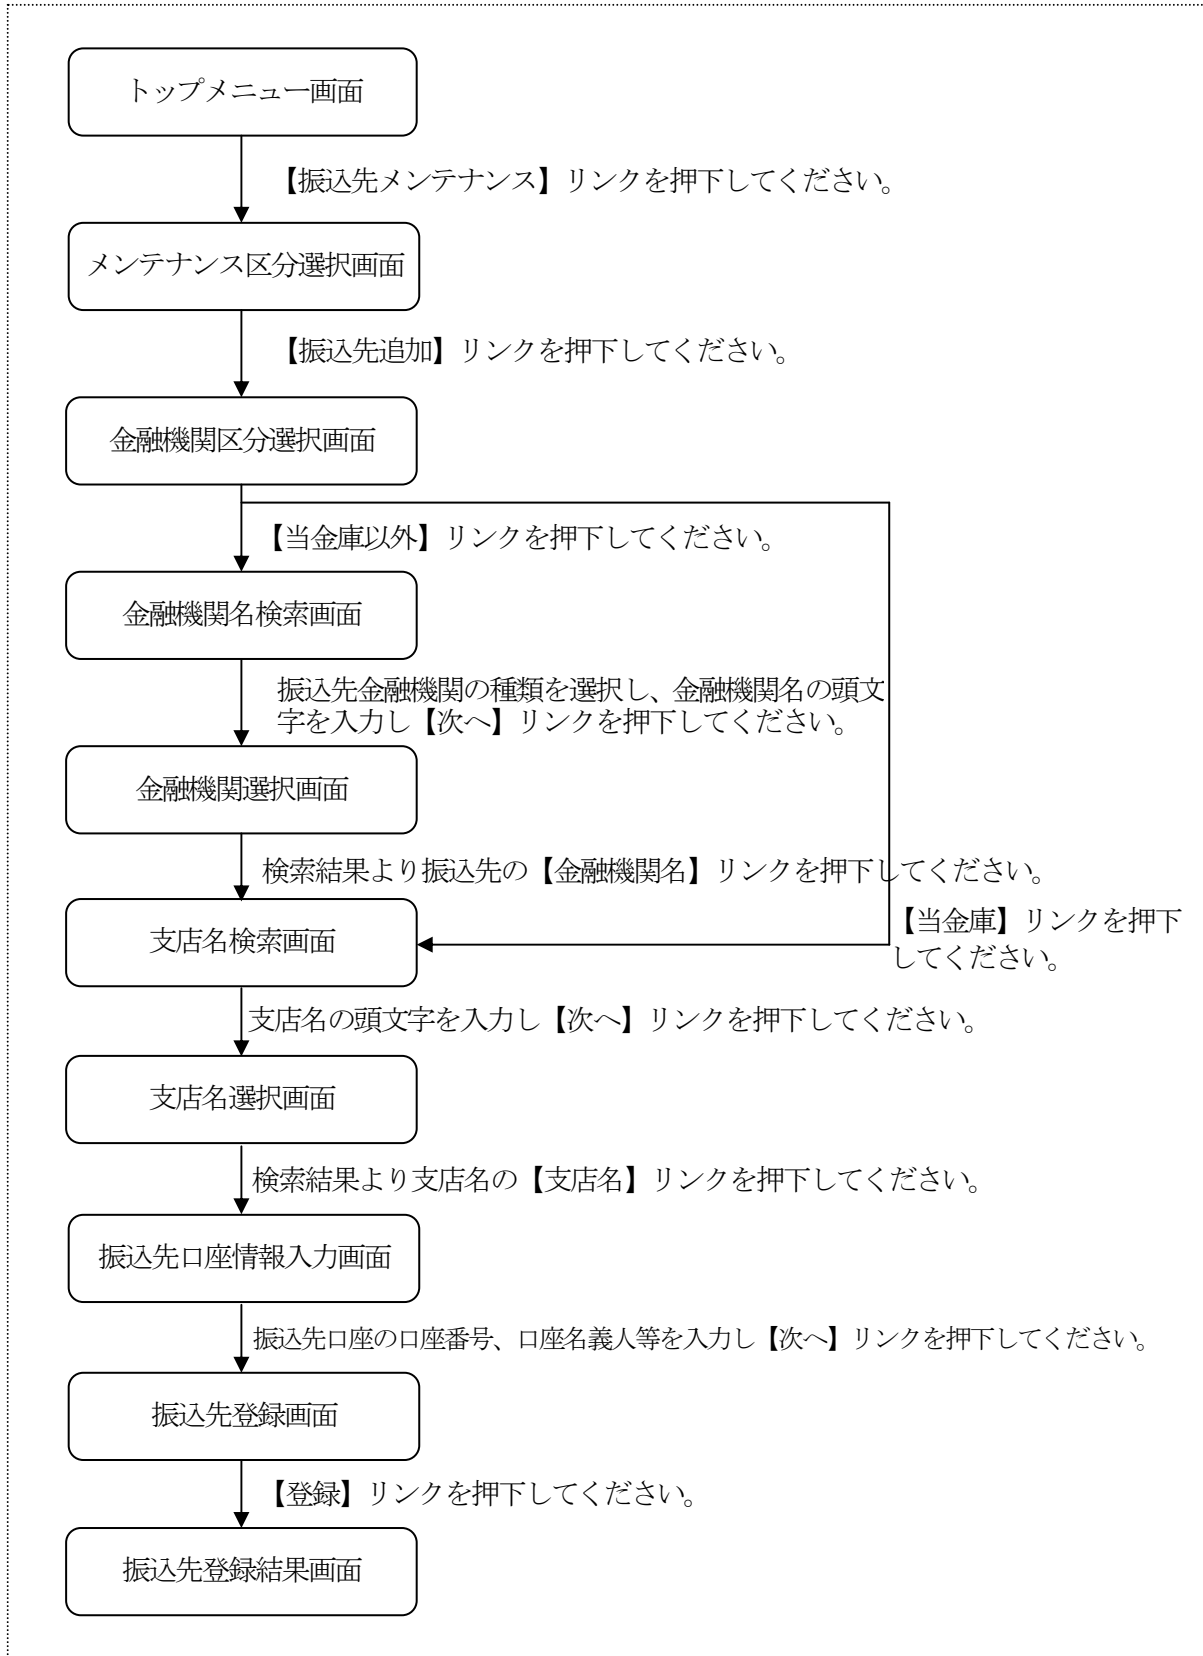 トップメニュー画面
【振込先メンテナンス】リンクを押下してください。
メンテナンス区分選択画面
【振込先追加】リンクを押下してください。
金融機関区分選択画面
【当金庫以外】リンクを押下してください。
金融機関名検索画面
振込先金融機関の種類を選択し、金融機関名の頭文
字を入力し【次へ】リンクを押下してください。
金融機関選択画面
検索結果より振込先の【金融機関名】リンクを押下してください。
【当金庫】リンクを押下
してください。
支店名検索画面
支店名の頭文字を入力し【次へ】リンクを押下してください。
支店名選択画面
検索結果より支店名の【支店名】リンクを押下してください。
振込先口座情報入力画面
振込先口座の口座番号、口座名義人等を入力し【次へ】リンクを押下してください。
振込先登録画面
【登録】リンクを押下してください。
振込先登録結果画面